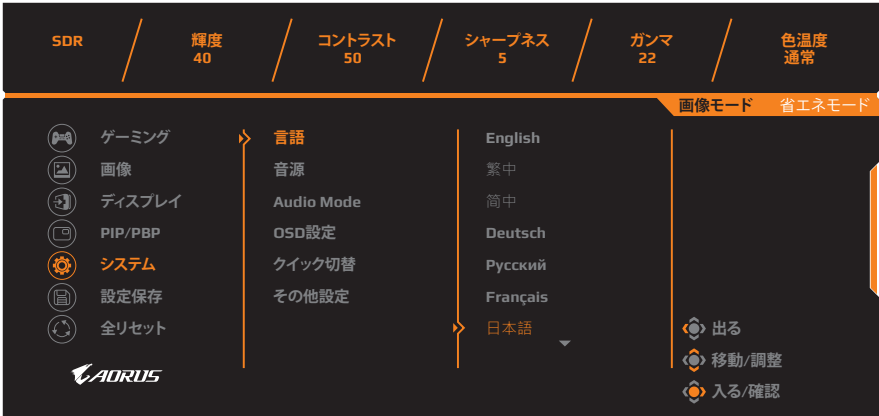 SDR
輝度
40
コントラスト
50
シャープネス
5
ガンマ
22
色温度
通常
画像モード 省エネモード
ゲーミング
画像
ディスプレイ
PIP/PBP
システム
設定保存
全リセット
言語
音源
Audio Mode
OSD設定
クイック切替
その他設定
English
繁中
简中
Deutsch
Русский
Français
日本語
出る
移動/調整
入る/確認
AORUS